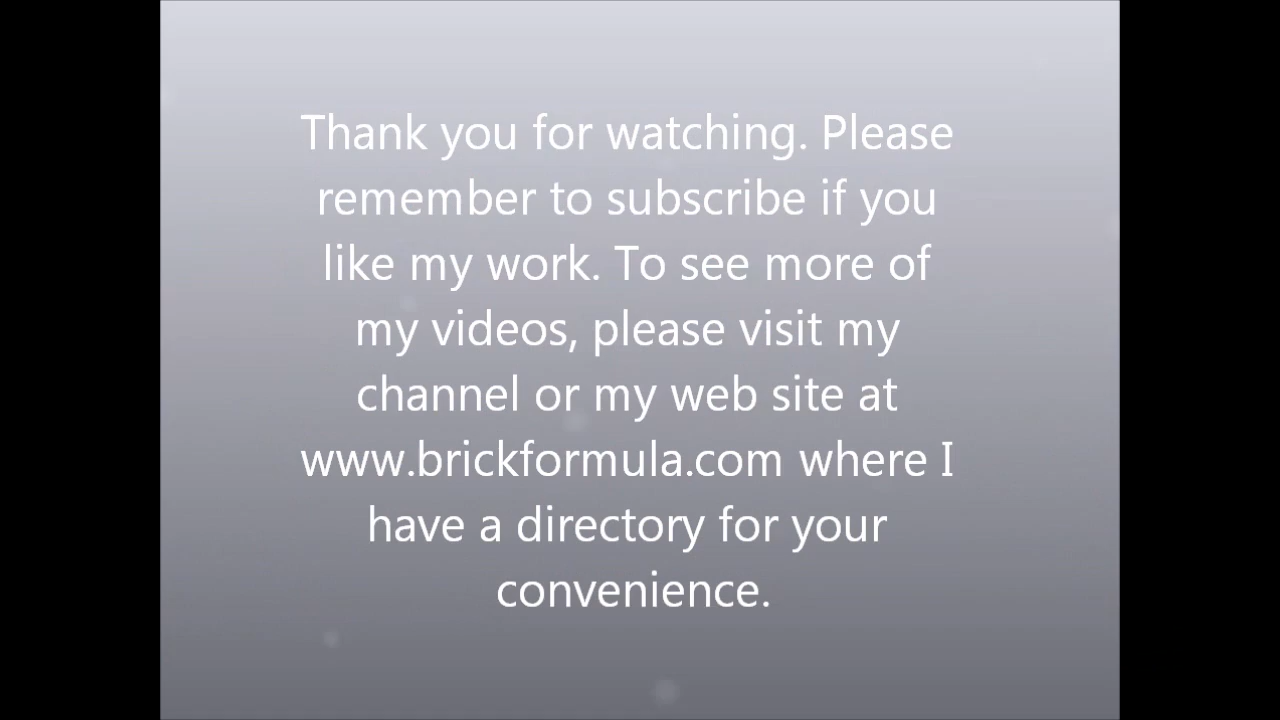 Thank you for watching. Please
remember to subscribe if you
like my work. To see more of
my videos, please visit my
channel or my web site at
www.brickformula.com where I
have a directory for your
convenience.